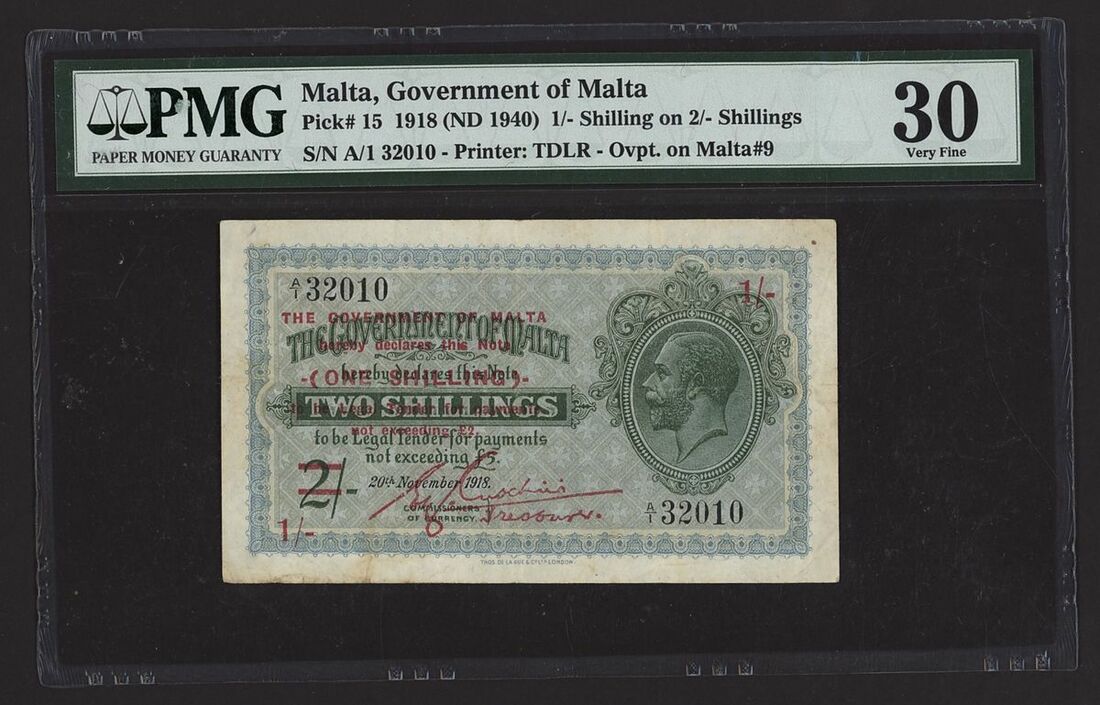 PMG
PAPER MONEY GUARANTY
Malta, Government of Malta
Pick# 15 1918 (ND 1940) 1/- Shilling on 2/- Shillings
S/N A/1 32010 - Printer: TDLR - Ovpt. on Malta#9
30
Very Fine
A/1 32010
1/-
THE GOVERNMENT OF MALTA
THE GOVERNMENT OF MALTA
hereby declares this Note
hereby declares this Note
-(ONE SHILLING)-
TWO SHILLINGS
to be Legal Tender for payments
not exceeding £2.
to be Legal Tender for payments
not exceeding £5.
2/-
20th November 1918.
COMMISSIONERS
OF CURRENCY.
Treasurer.
1/-
A/1 32010
THOS. DE LA RUE & CY. LTD LONDON.